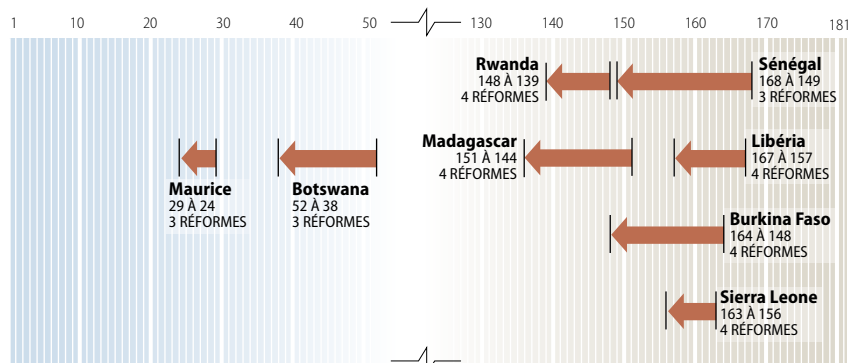 1 10 20 30 40 50 130 140 150 160 170 181
Rwanda
148 À 139
4 RÉFORMES
Sénégal
168 À 149
3 RÉFORMES
Maurice
29 À 24
3 RÉFORMES
Botswana
52 À 38
3 RÉFORMES
Madagascar
151 À 144
4 RÉFORMES
Libéria
167 À 157
4 RÉFORMES
Burkina Faso
164 À 148
4 RÉFORMES
Sierra Leone
163 À 156
4 RÉFORMES